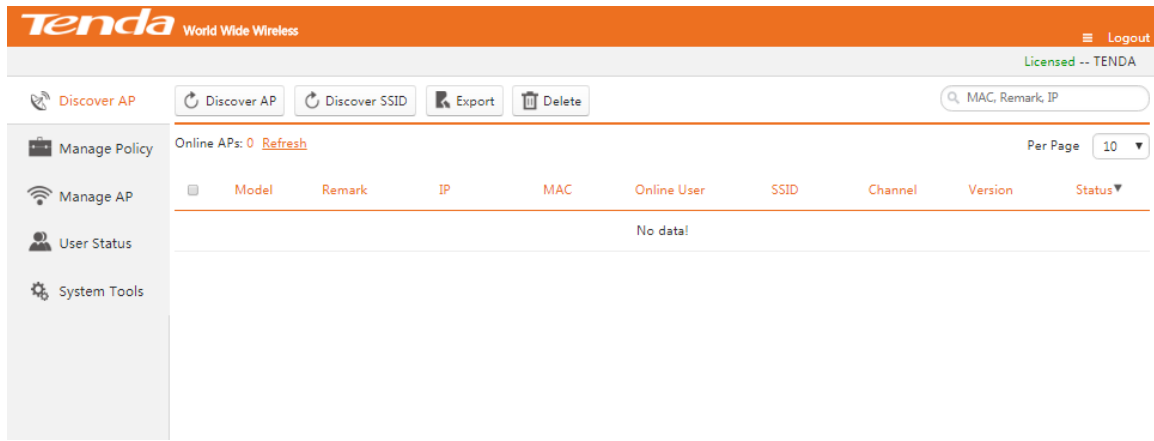 Tenda World Wide Wireless
Logout
Licensed -- TENDA
Discover AP
Discover AP Discover SSID Export Delete MAC, Remark, IP
Manage Policy
Online APs: 0 Refresh Per Page 10
Manage AP
Model Remark IP MAC Online User SSID Channel Version Status
No data!
User Status
System Tools